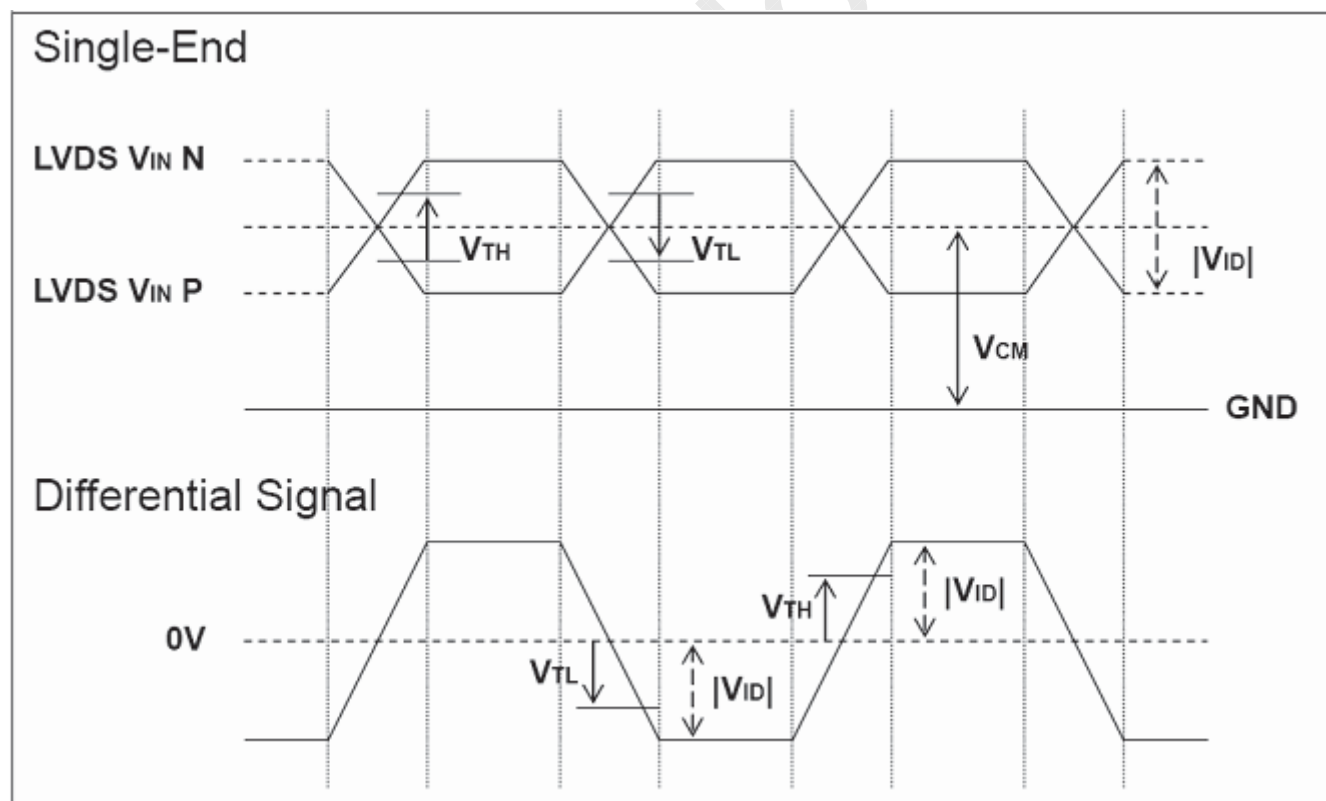 Single-End
LVDS VIN N
VTH
VTL
|VID|
LVDS VIN P
VCM
GND
Differential Signal
VTH
|VID|
0V
VTL
|VID|